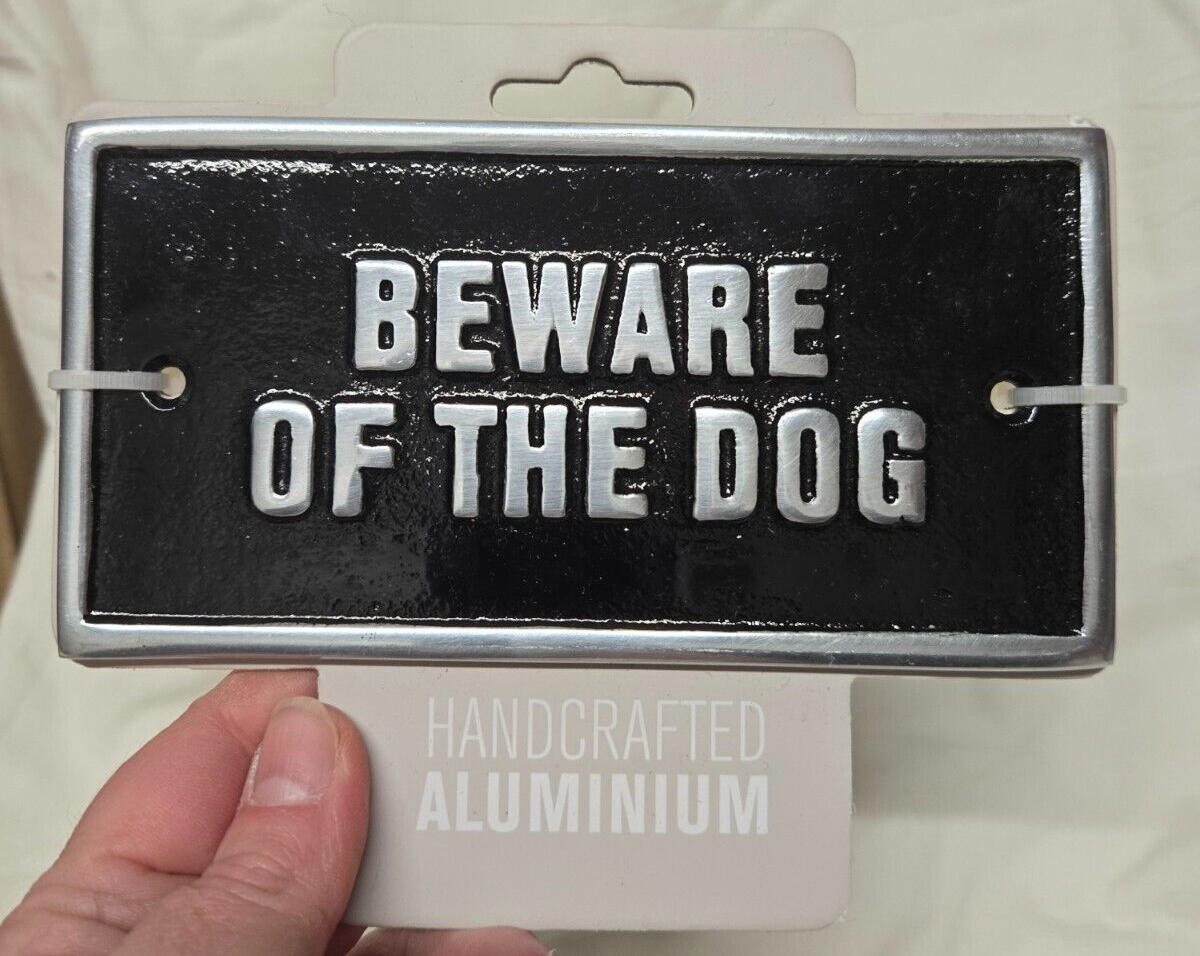 BEWARE
OF THE DOG
HANDCRAFTED
ALUMINIUM